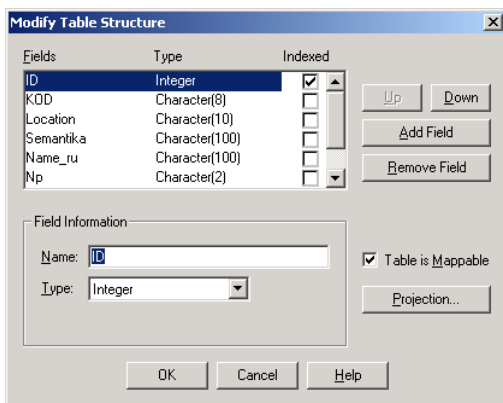 Modify Table Structure
Fields Type Indexed
ID Integer
KOD Character(8)
Location Character(10)
Semantika Character(100)
Name_ru Character(100)
Np Character(2)
Up Down
Add Field
Remove Field
Field Information
Name: ID
Type: Integer
Table is Mappable
Projection...
OK Cancel Help